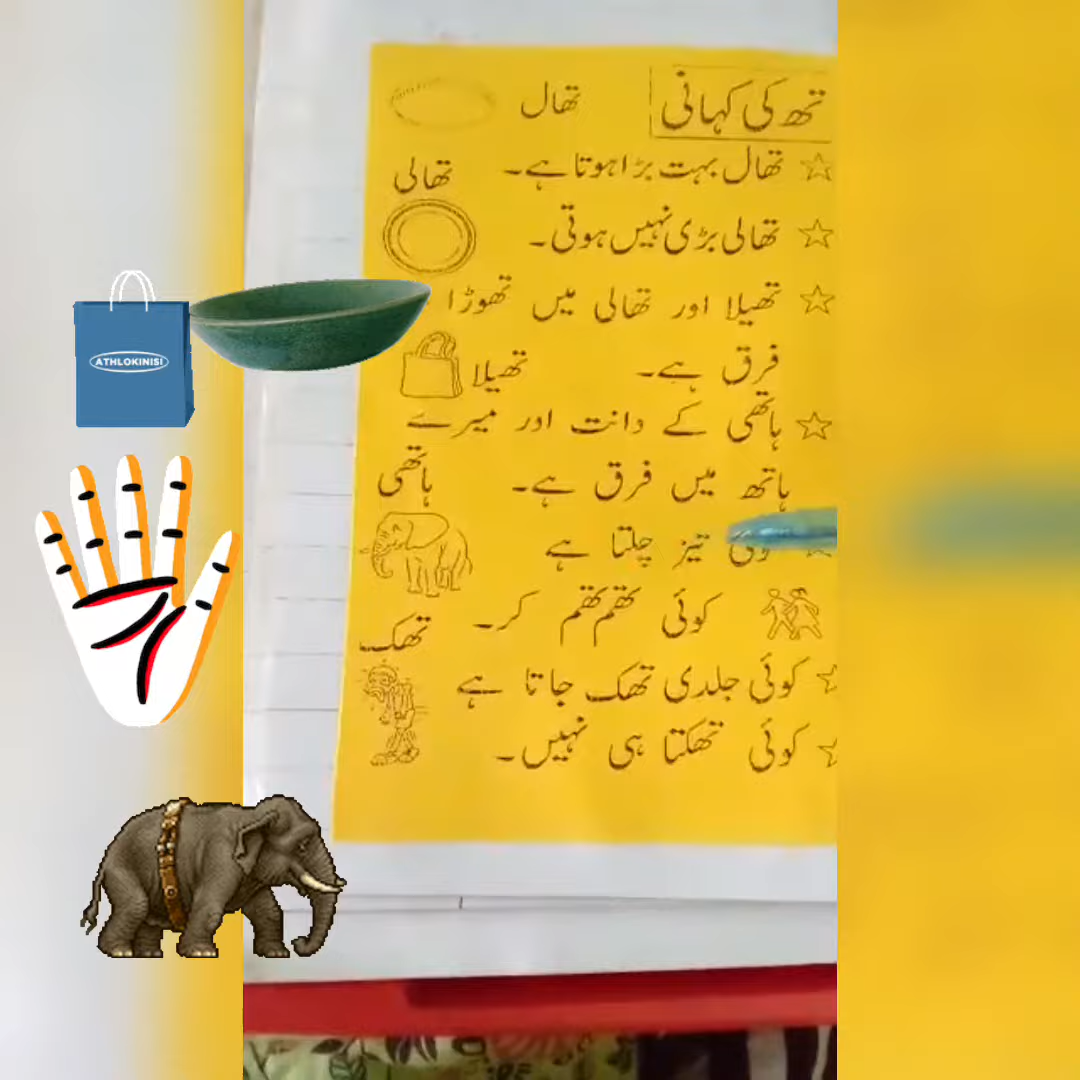 تھ کی کہانی
تھال
تھال بہت بڑا ہوتا ہے۔
تھالی
تھالی بڑی نہیں ہوتی۔
تھیلا اور تھالی میں تھوڑا
فرق ہے۔
تھیلا
ہاتھی کے دانت اور میرے
ہاتھ میں فرق ہے۔
ہاتھی
تیز چلتا ہے
کوئی تھم تھم کر۔
تھک
کوئی جلدی تھک جاتا ہے
کوئی تھکتا ہی نہیں۔
ATHLOKINISI